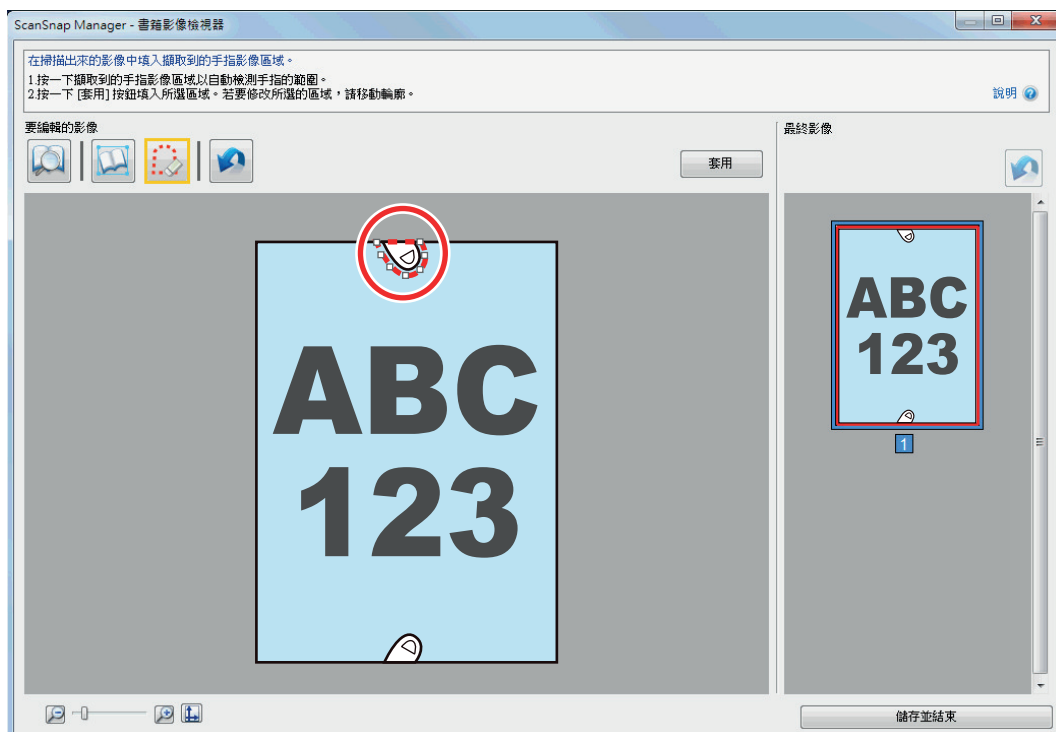 ScanSnap Manager - 書籍影像檢視器
在掃描出來的影像中填入擷取到的手指影像區域。
1.按一下擷取到的手指影像區域以自動檢測手指的範圍。
2.按一下 [套用] 按鈕填入所選區域。若要修改所選的區域，請移動輪廓。
說明
要編輯的影像
套用
最終影像
ABC
123
ABC
123
1
儲存並結束